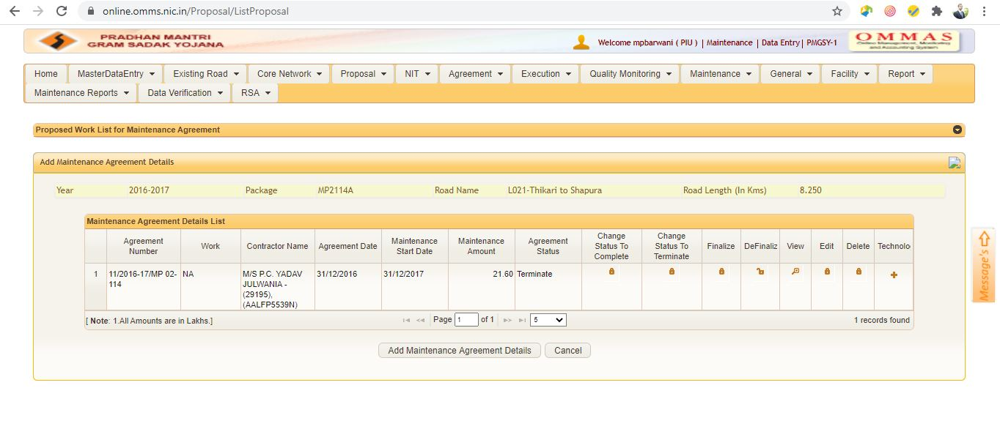 online.omms.nic.in/Proposal/ListProposal
PRADHAN MANTRI
GRAM SADAK YOJANA
Welcome mpbarwani ( PIU ) | Maintenance | Data Entry | PMGSY-1
OMMAS
Online Management, Monitoring
and Accounting System
Home MasterDataEntry Existing Road Core Network Proposal NIT Agreement Execution Quality Monitoring Maintenance General Facility Report
Maintenance Reports Data Verification RSA
Proposed Work List for Maintenance Agreement
Add Maintenance Agreement Details
Year 2016-2017 Package MP2114A Road Name L021-Thikari to Shapura Road Length (In Kms) 8.250
Maintenance Agreement Details List
Agreement Number Work Contractor Name Agreement Date Maintenance Start Date Maintenance Amount Agreement Status Change Status To Complete Change Status To Terminate Finalize DeFinaliz View Edit Delete Technolo
1 11/2016-17/MP 02- NA M/S P.C. YADAV 31/12/2016 31/12/2017 21.60 Terminate
114 JULWANIA -
(29195),
(AALFP5539N)
[ Note: 1.All Amounts are in Lakhs.] Page 1 of 1 5 1 records found
Add Maintenance Agreement Details Cancel
Message's